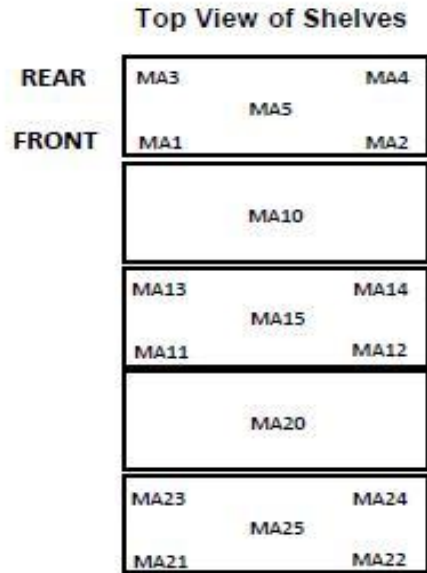 Top View of Shelves
REAR MA3 MA4
MA5
FRONT MA1 MA2
MA10
MA13 MA14
MA15
MA11 MA12
MA20
MA23 MA24
MA25
MA21 MA22